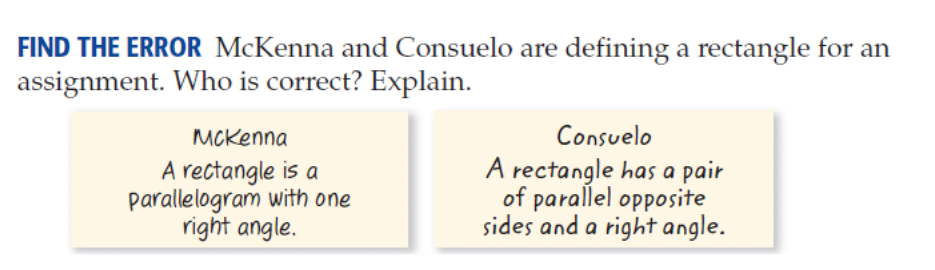 FIND THE ERROR McKenna and Consuelo are defining a rectangle for an
assignment. Who is correct? Explain.
McKenna
A rectangle is a
parallelogram with one
right angle.
Consuelo
A rectangle has a pair
of parallel opposite
sides and a right angle.